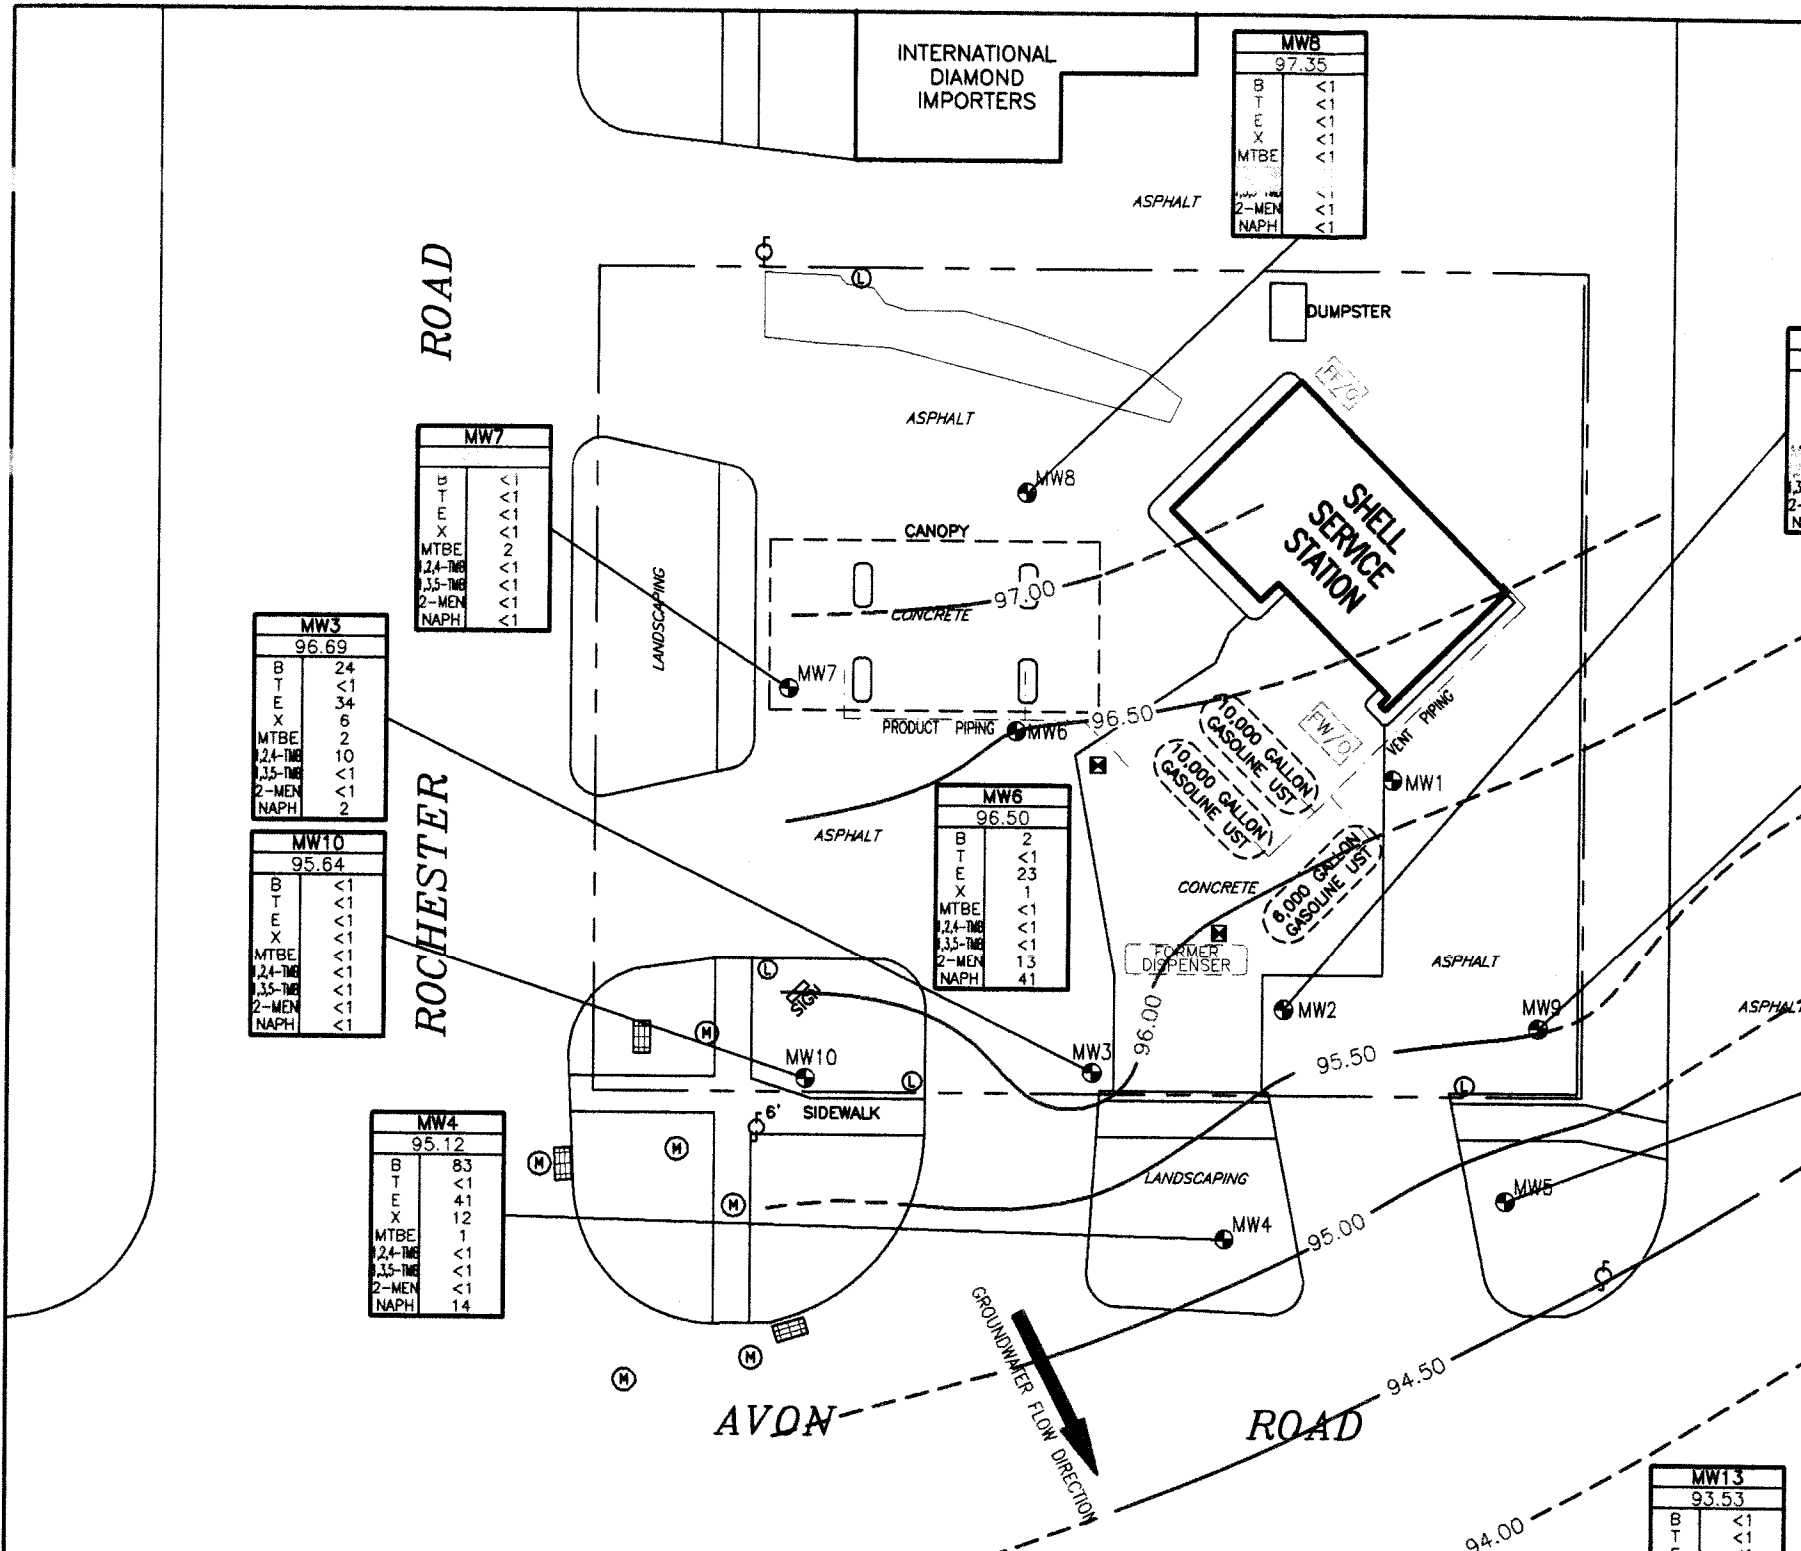 INTERNATIONAL
DIAMOND
IMPORTERS
MW8
97.35
B <1
T <1
E <1
X <1
MTBE <1
2-MEN <1
NAPH <1
ASPHALT
ROAD
DUMPSTER
ASPHALT
MW7
B <1
T <1
E <1
X <1
MTBE 2
1,2,4-TMB <1
1,3,5-TMB <1
2-MEN <1
NAPH <1
MW8
SHELL
SERVICE
STATION
CANOPY
LANDSCAPING
97.00
CONCRETE
MW3
96.69
B 24
T <1
E 34
X 6
MTBE 2
1,2,4-TMB 10
1,3,5-TMB <1
2-MEN <1
NAPH 2
MW7
PRODUCT PIPING
MW6
96.50
10,000 GALLON
GASOLINE UST
10,000 GALLON
GASOLINE UST
FW/O
VENT PIPING
MW1
ROCHESTER
ASPHALT
MW6
96.50
B 2
T <1
E 23
X 1
MTBE <1
1,2,4-TMB <1
1,3,5-TMB <1
2-MEN 13
NAPH 41
MW10
95.64
B <1
T <1
E <1
X <1
MTBE <1
1,2,4-TMB <1
1,3,5-TMB <1
2-MEN <1
NAPH <1
CONCRETE
6,000 GALLON
GASOLINE UST
FORMER
DISPENSER
ASPHALT
L
SIGN
96.00
MW2
MW9
ASPHALT
M
MW10
MW3
95.50
L
L
6'
SIDEWALK
MW4
95.12
B 83
T <1
E 41
X 12
MTBE 1
1,2,4-TMB <1
1,3,5-TMB <1
2-MEN <1
NAPH 14
M
M
M
LANDSCAPING
MW5
MW4
95.00
GROUNDWATER FLOW DIRECTION
M
M
94.50
AVON
ROAD
MW13
93.53
B <1
T <1
94.00